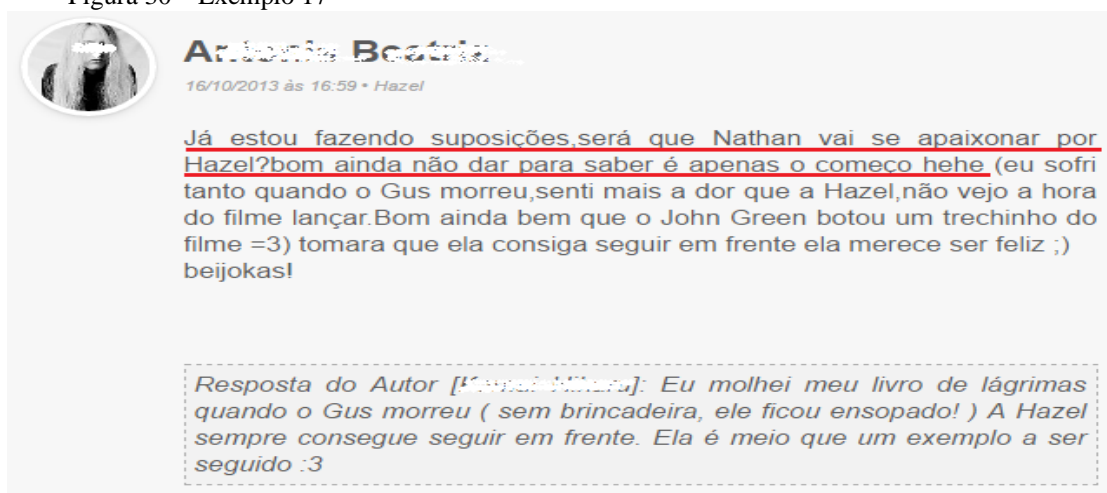 Figura 30 – Exemplo 17
16/10/2013 às 16:59 • Hazel
Já estou fazendo suposições,será que Nathan vai se apaixonar por
Hazel?bom ainda não dar para saber é apenas o começo hehe (eu sofri
tanto quando o Gus morreu,senti mais a dor que a Hazel,não vejo a hora
do filme lançar.Bom ainda bem que o John Green botou um trechinho do
filme =3) tomara que ela consiga seguir em frente ela merece ser feliz ;)
beijokas!
Resposta do Autor []: Eu molhei meu livro de lágrimas
quando o Gus morreu ( sem brincadeira, ele ficou ensopado! ) A Hazel
sempre consegue seguir em frente. Ela é meio que um exemplo a ser
seguido :3